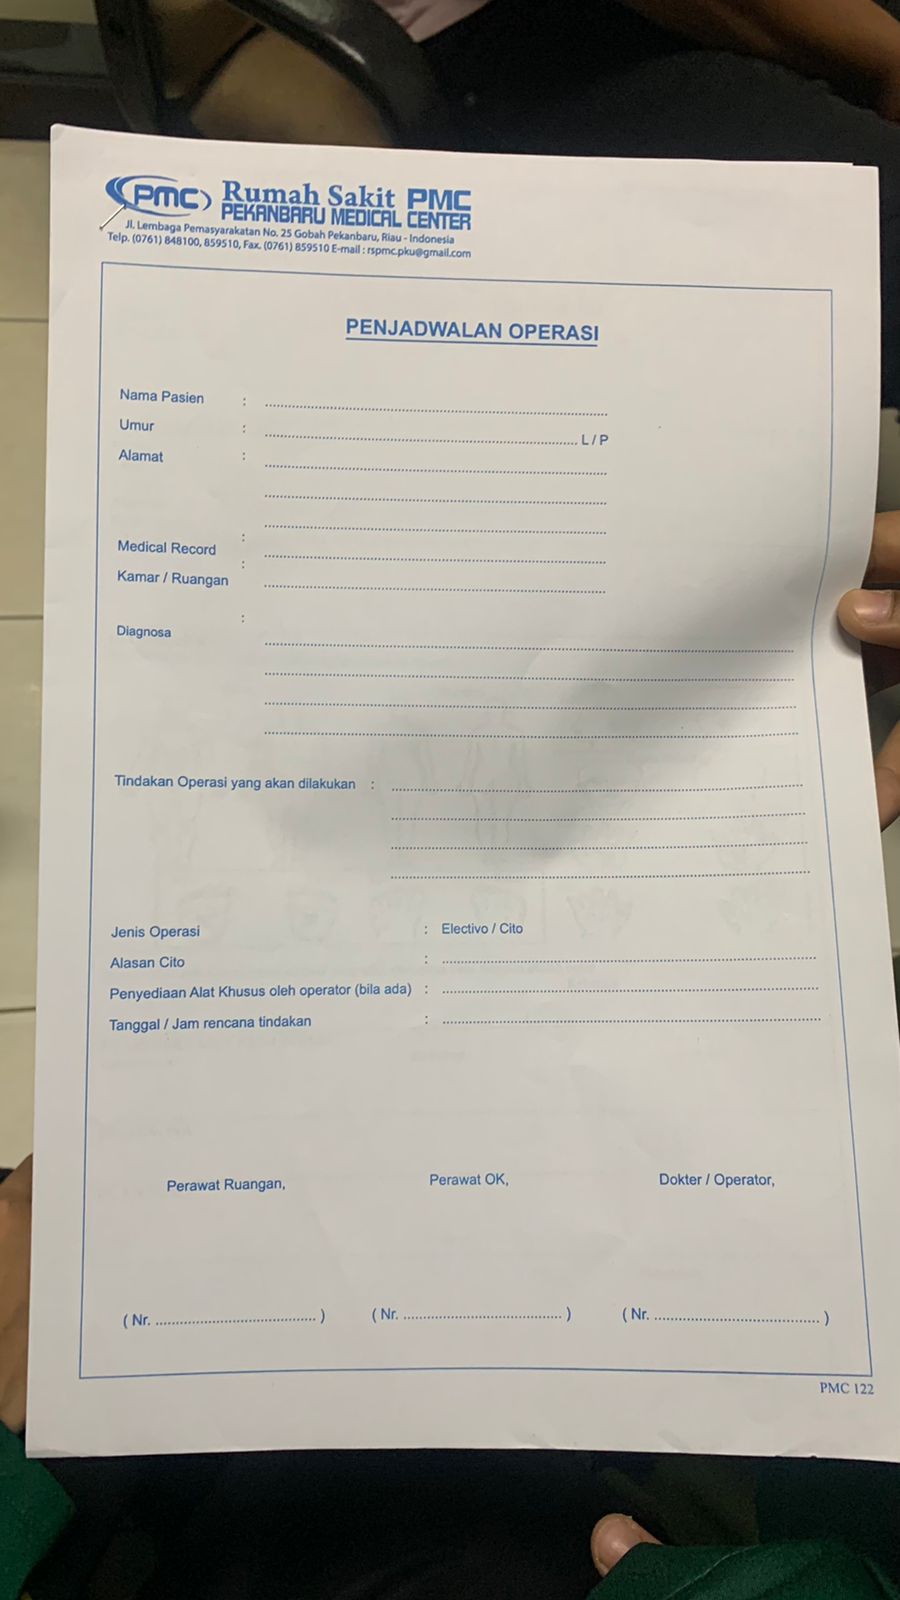 PMC Rumah Sakit PMC
PEKANBARU MEDICAL CENTER
Jl. Lembaga Pemasyarakatan No. 25 Gobah Pekanbaru, Riau - Indonesia
Telp. (0761) 848100, 859510, Fax. (0761) 859510 E-mail : rspmc.pku@gmail.com
PENJADWALAN OPERASI
Nama Pasien : ................................................
Umur : ................................................ L / P
Alamat : ................................................
................................................
................................................
Medical Record : ................................................
Kamar / Ruangan : ................................................
Diagnosa : ................................................
................................................
................................................
................................................
Tindakan Operasi yang akan dilakukan : ................................................
................................................
................................................
................................................
Jenis Operasi : Electivo / Cito
Alasan Cito : ................................................
Penyediaan Alat Khusus oleh operator (bila ada) : ................................................
Tanggal / Jam rencana tindakan : ................................................
Perawat Ruangan, Perawat OK, Dokter / Operator,
( Nr. ........................................ ) ( Nr. ........................................ ) ( Nr. ........................................ )
PMC 122